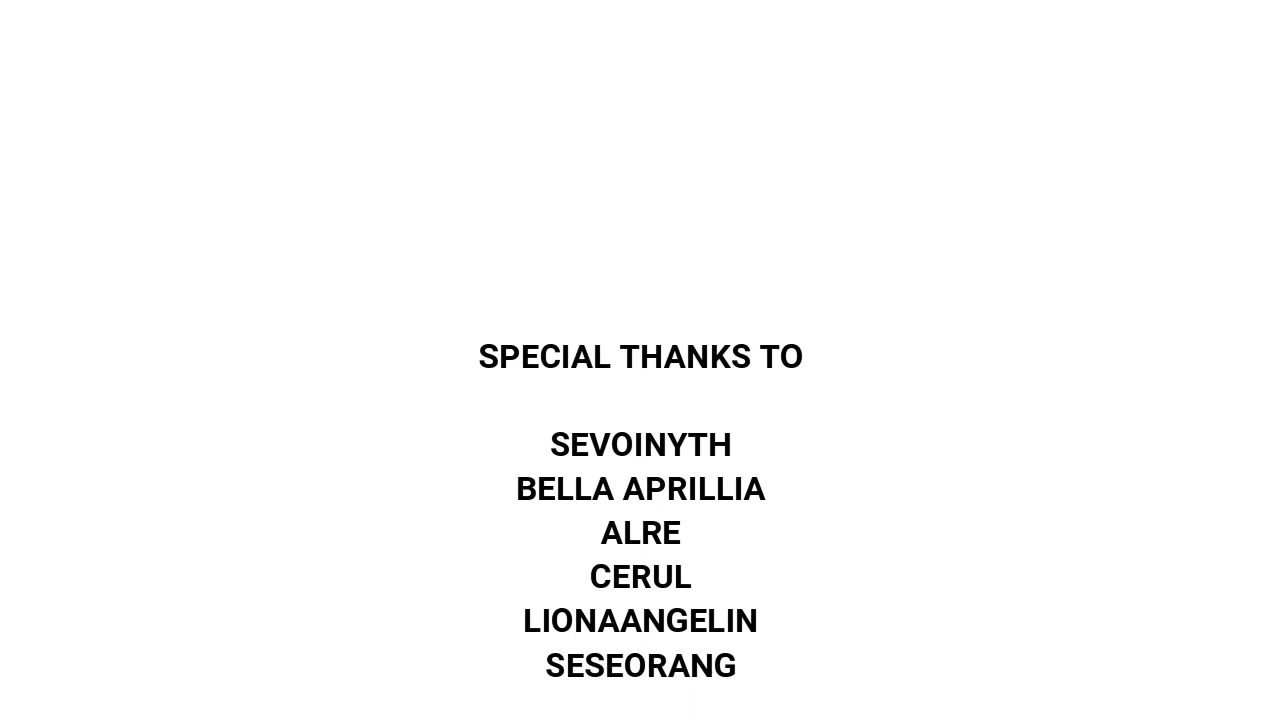 SPECIAL THANKS TO
SEVOINYTH
BELLA APRILLIA
ALRE
CERUL
LIONAANGELIN
SESEORANG